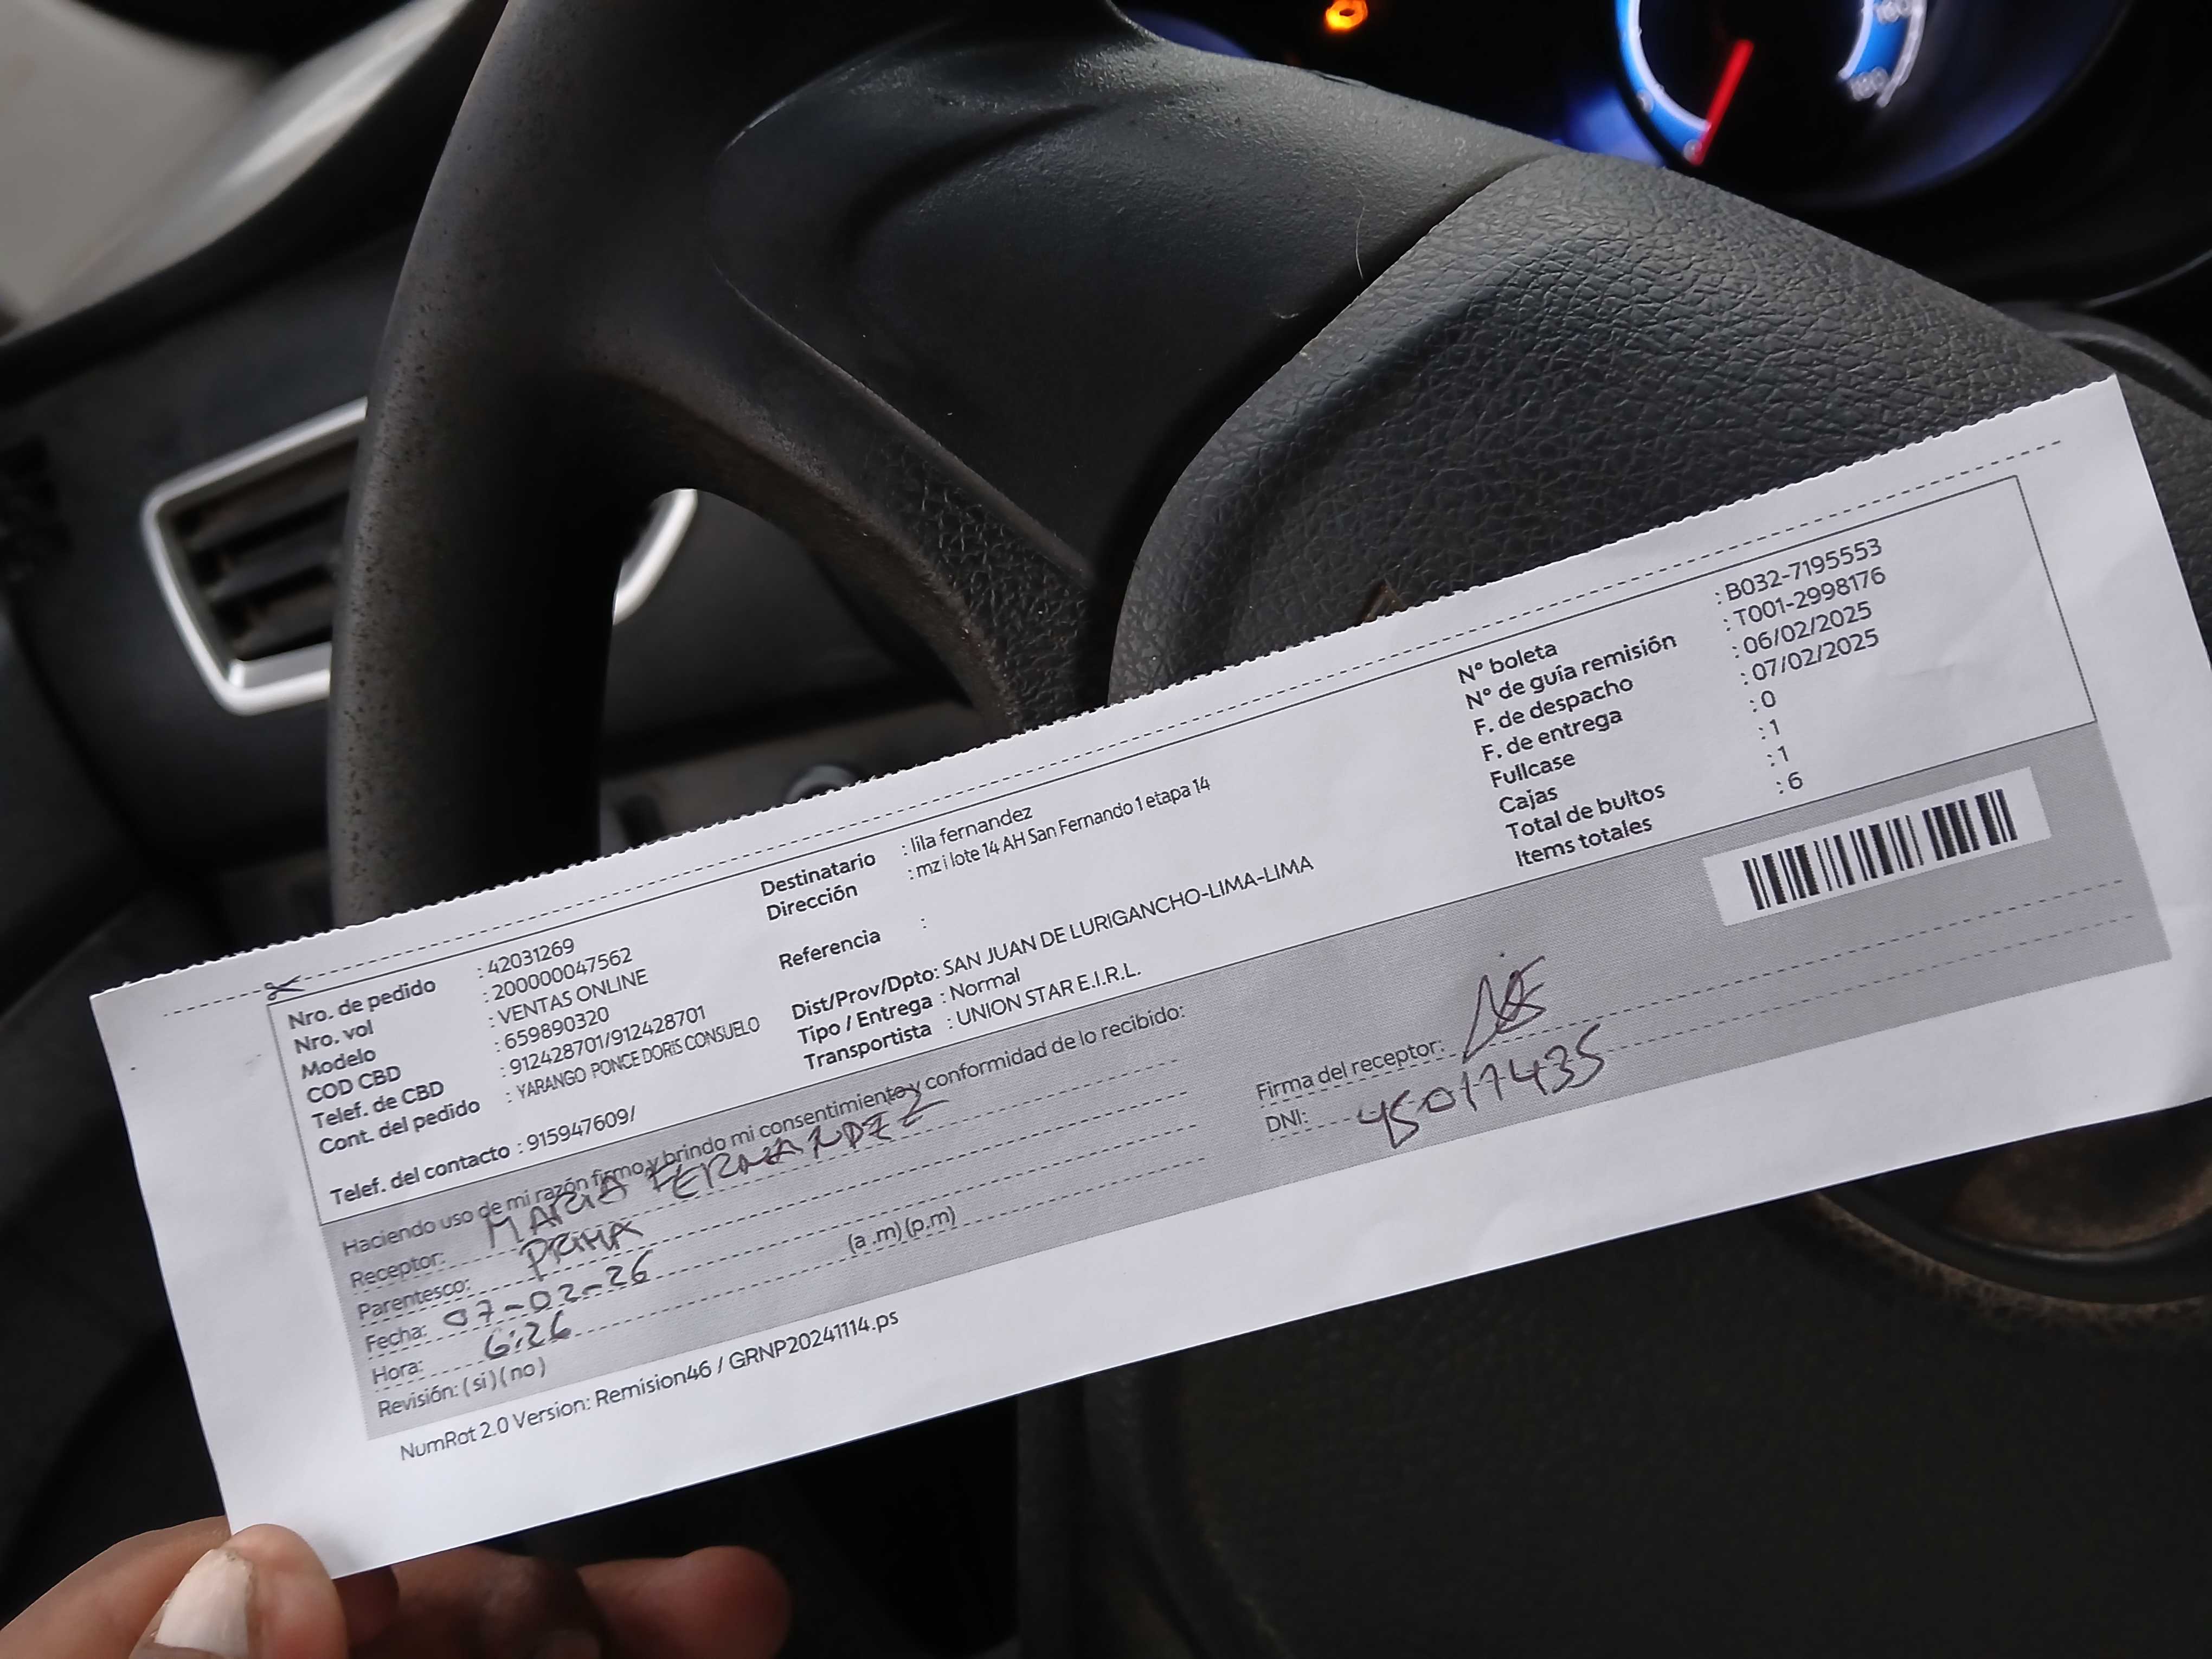 Nro. de pedido : 42031269
Nro. vol : 200000047562
Modelo : VENTAS ONLINE
COD CBD : 659890320
Telef. de CBD : 912428701/912428701
Cont. del pedido : YARANGO PONCE DORIS CONSUELO
Telef. del contacto : 915947609/
Destinatario : lila fernandez
Dirección : mz i lote 14 AH San Fernando 1 etapa 14
Referencia :
Dist/Prov/Dpto: SAN JUAN DE LURIGANCHO-LIMA-LIMA
Tipo / Entrega : Normal
Transportista : UNION STAR E.I.R.L.
N° boleta : B032-7195553
N° de guía remisión : T001-2998176
F. de despacho : 06/02/2025
F. de entrega : 07/02/2025
Fullcase : 0
Cajas : 1
Total de bultos : 1
Items totales : 6
Haciendo uso de mi razón firmo y brindo mi consentimiento y conformidad de lo recibido:
Receptor: MARIA FERNANDEZ
Parentesco: PRIMA
Fecha: 07-02-26
Hora: 6:26 (a .m) (p.m)
Revisión: ( si ) ( no )
Firma del receptor:
DNI: 45017435
NumRot 2.0 Version: Remision46 / GRNP20241114.ps